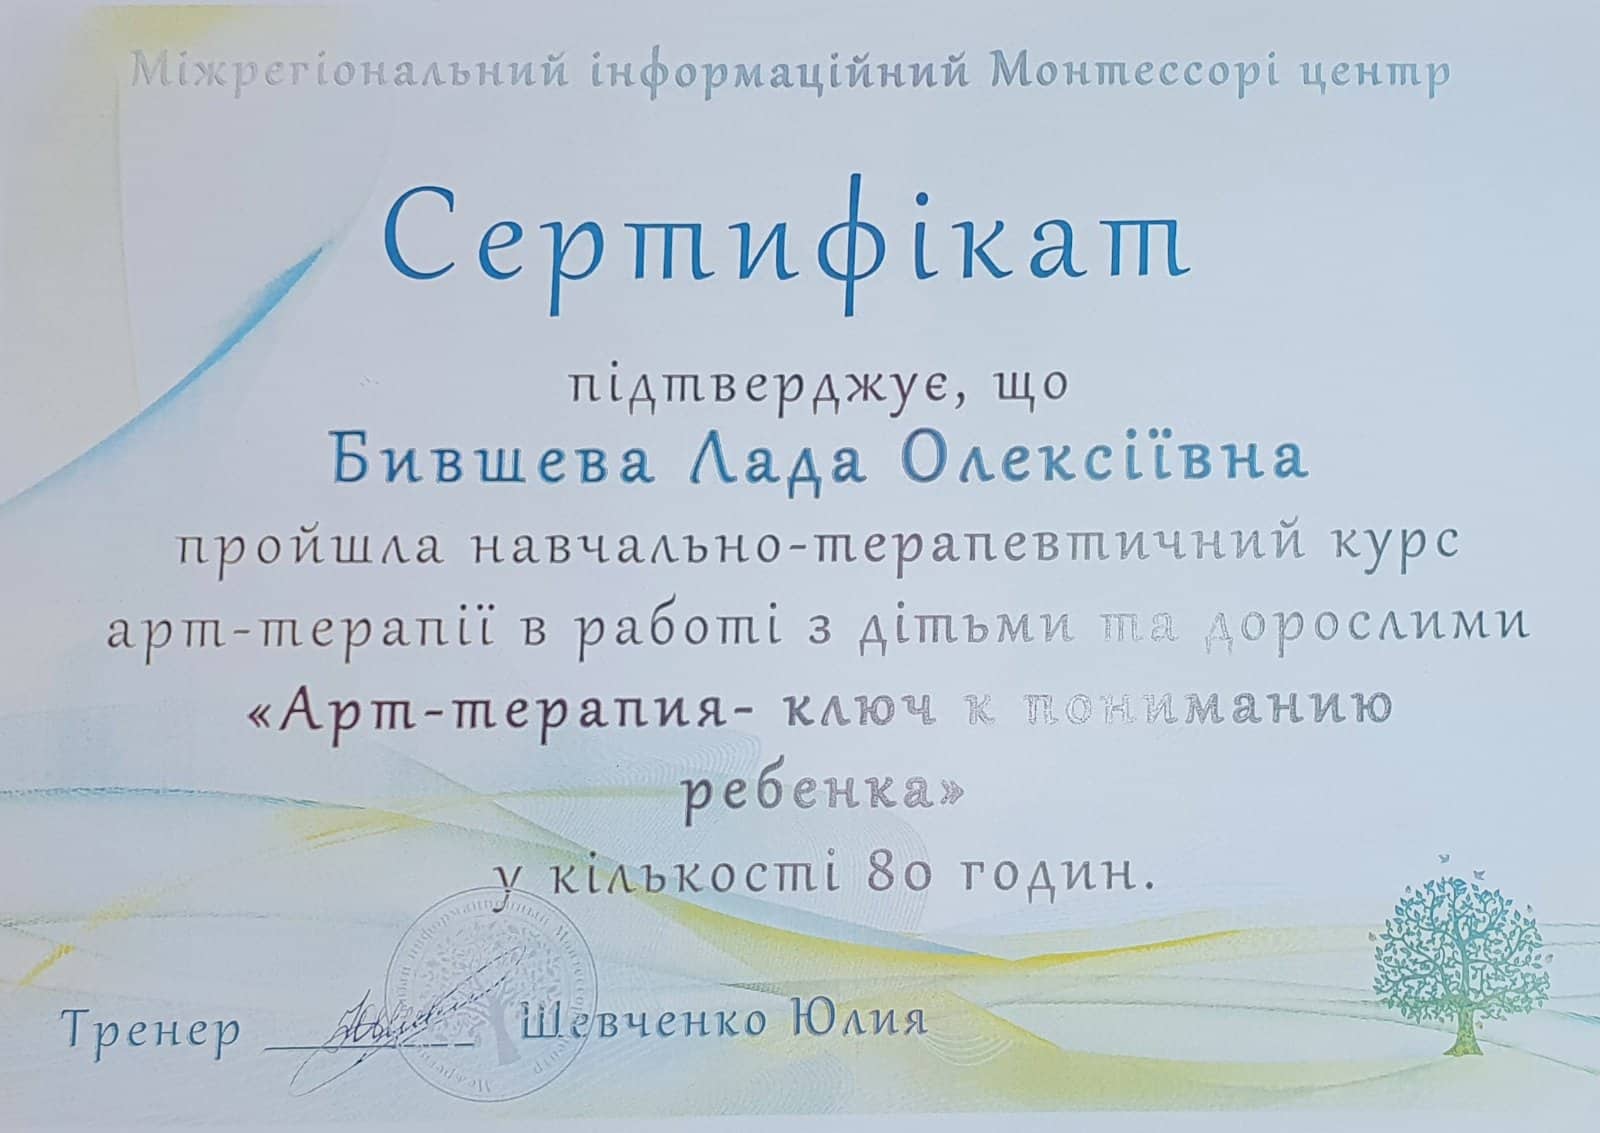 Міжрегіональний інформаційний Монтессорі центр
Сертифікат
підтверджує, що
Бившева Лада Олексіївна
пройшла навчально-терапевтичний курс
арт-терапії в работі з дітьми та дорослими
«Арт-терапия- ключ к пониманию
ребенка»
у кількості 80 годин.
Тренер Шевченко Юлия